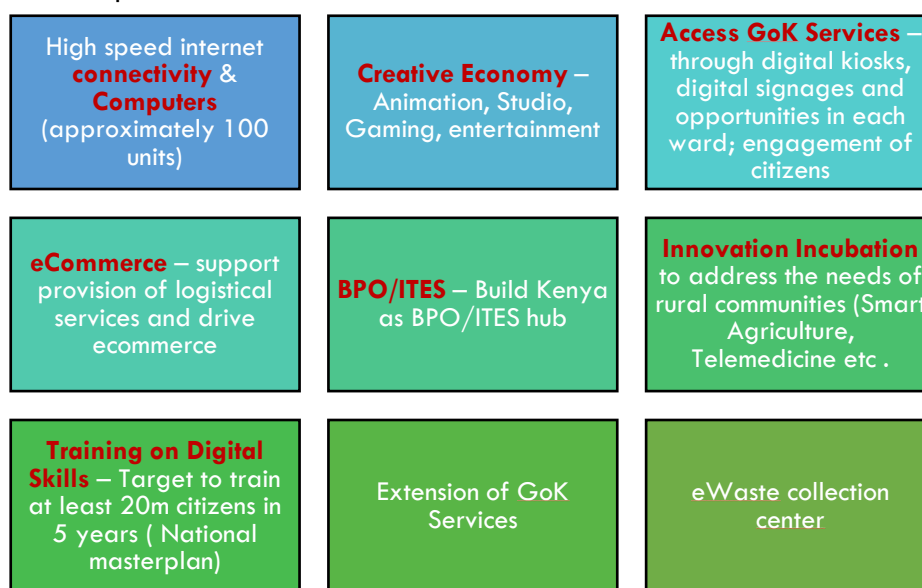 High speed internet
connectivity &
Computers
(approximately 100
units)
Creative Economy –
Animation, Studio,
Gaming, entertainment
Access GoK Services –
through digital kiosks,
digital signages and
opportunities in each
ward; engagement of
citizens
eCommerce – support
provision of logistical
services and drive
ecommerce
BPO/ITES – Build Kenya
as BPO/ITES hub
Innovation Incubation
to address the needs of
rural communities (Smart
Agriculture,
Telemedicine etc .
Training on Digital
Skills – Target to train
at least 20m citizens in
5 years ( National
masterplan)
Extension of GoK
Services
eWaste collection
center